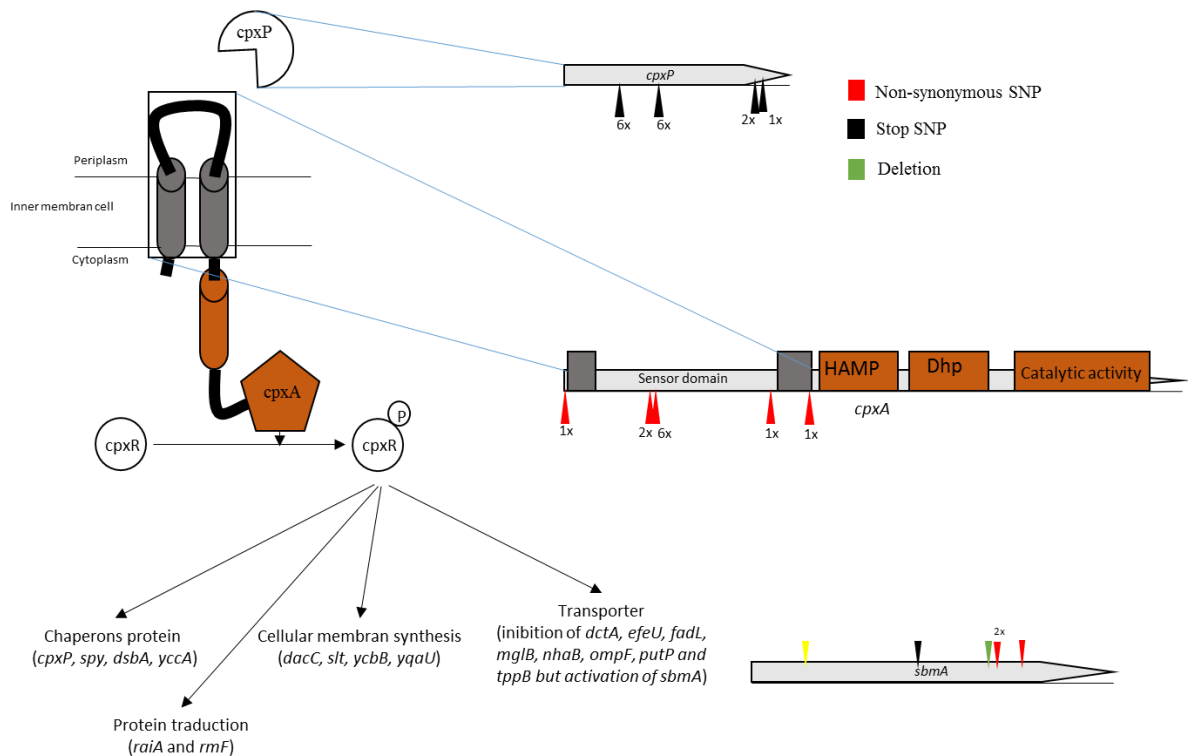 cpxP
cpxP
6x
6x
2x
1x
Non-synonymous SNP
Stop SNP
Deletion
Periplasm
Inner membran cell
Cytoplasm
Sensor domain
HAMP
Dhp
Catalytic activity
cpxA
1x
2x
6x
1x
1x
cpxA
cpxR
cpxR
P
Chaperons protein
(cpxP, spy, dsbA, yccA)
Cellular membran synthesis
(dacC, slt, ycbB, yqaU)
Transporter
(inibition of dctA, efeU, fadL,
mglB, nhaB, ompF, putP and
tppB but activation of sbmA)
Protein traduction
(raiA and rmF)
2x
sbmA